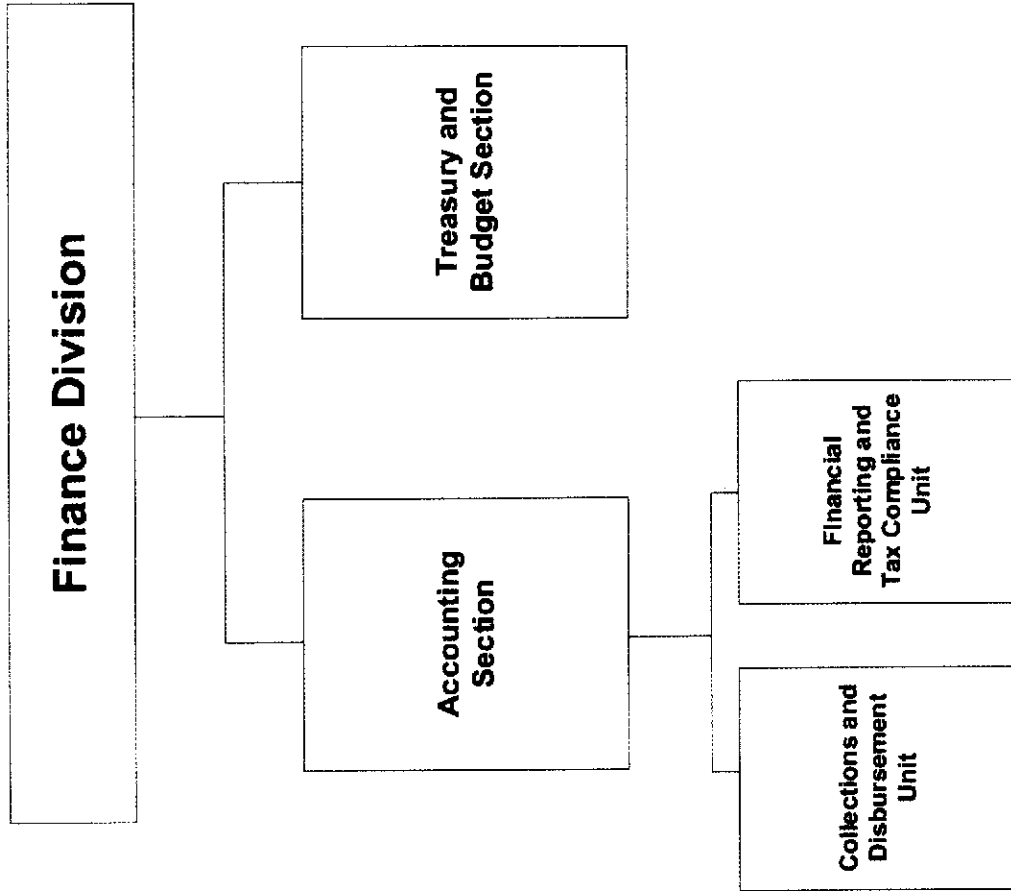 Finance Division
Accounting
Section
Treasury and
Budget Section
Collections and
Disbursement
Unit
Financial
Reporting and
Tax Compliance
Unit